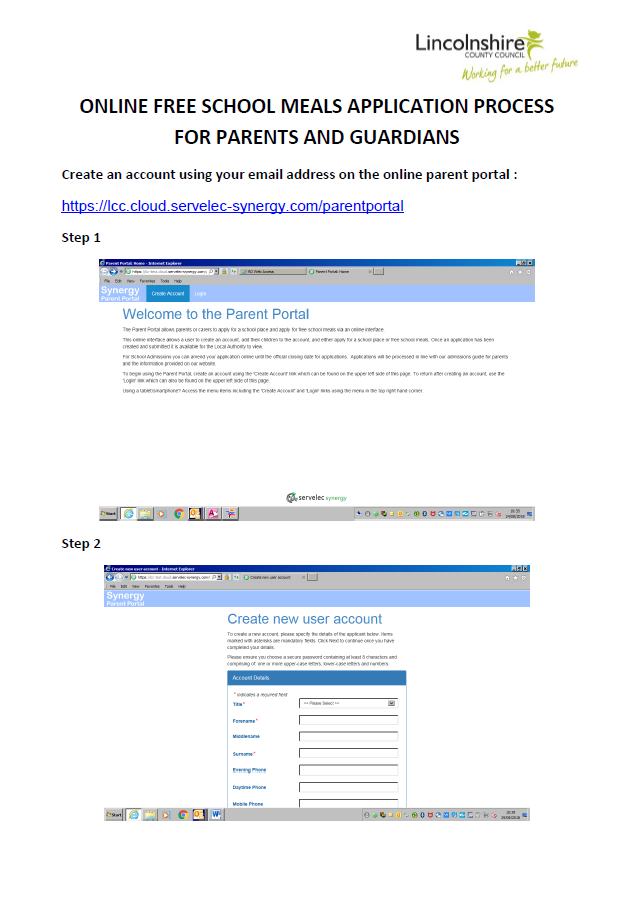 Lincolnshire
COUNTY COUNCIL
Working for a better future
ONLINE FREE SCHOOL MEALS APPLICATION PROCESS
FOR PARENTS AND GUARDIANS
Create an account using your email address on the online parent portal :
https://lcc.cloud.servelec-synergy.com/parentportal
Step 1
Parent Portal: Home - Internet Explorer
Parent Portal: Home
File Edit View Favorites Tools Help
Synergy
Parent Portal
Create Account
Login
Welcome to the Parent Portal
The Parent Portal allows parents or carers to apply for a school place and apply for free school meals via an online interface.
This online interface allows a user to create an account, add their children to the account, and either apply for a school place or free school meals. Once an application has been
created and submitted it is available for the Local Authority to view.
For School Admissions you can amend your application online until the official closing date for applications. Applications will be processed in line with our admissions guide for parents
and the information provided on our website.
To begin using the Parent Portal, create an account using the 'Create Account' link which can be found on the upper left side of this page. To return after creating an account, use the
'Login' link which can also be found on the upper left side of this page.
Using a tablet/smartphone? Access the menu items including the 'Create Account' and 'Login' links using the menu in the top right hand corner.
servelec synergy
Start
Step 2
Create new user account - Internet Explorer
Create new user account
File Edit View Favorites Tools Help
Synergy
Parent Portal
Create new user account
To create a new account, please specify the details of the applicant below. Items
marked with asterisks are mandatory fields. Click Next to continue once you have
completed your details.
Please ensure you choose a secure password containing at least 8 characters and
comprising of: one or more upper-case letters, lower-case letters and numbers.
Account Details
* indicates a required field
Title *
== Please Select ==
Forename *
Middlename
Surname *
Evening Phone
Daytime Phone
Mobile Phone
Start